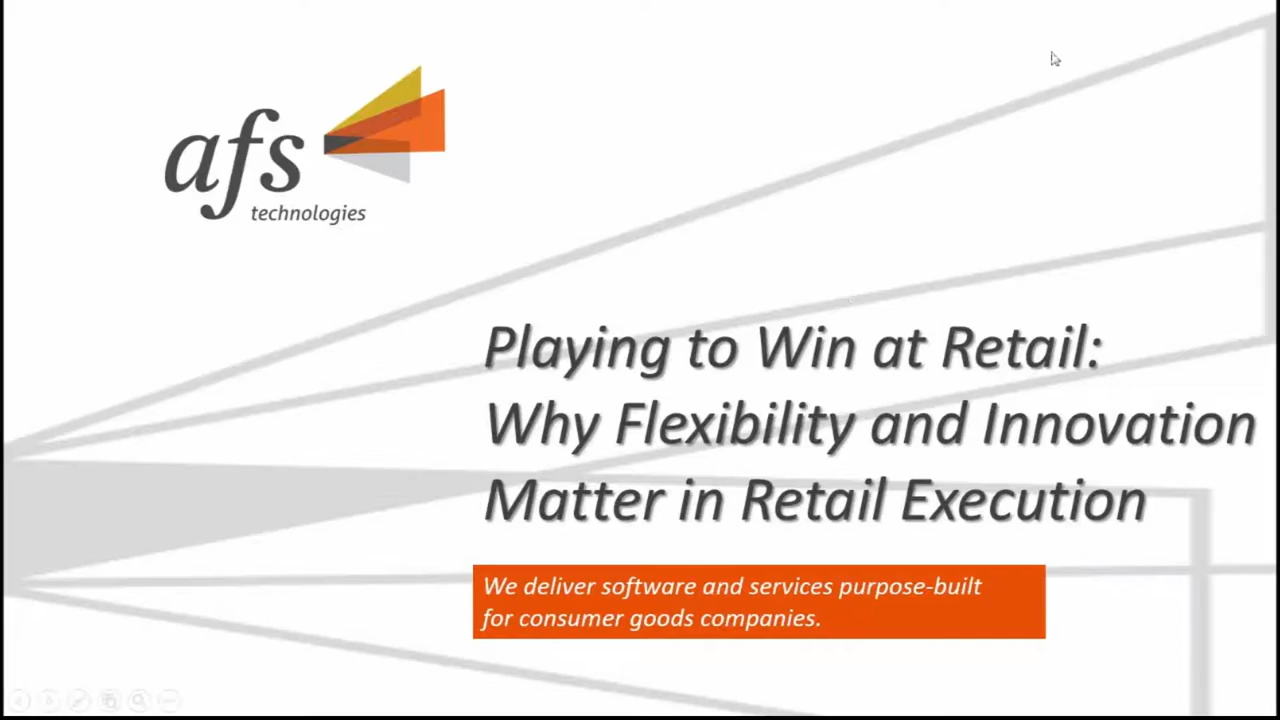 afs
technologies
Playing to Win at Retail:
Why Flexibility and Innovation
Matter in Retail Execution
We deliver software and services purpose-built
for consumer goods companies.